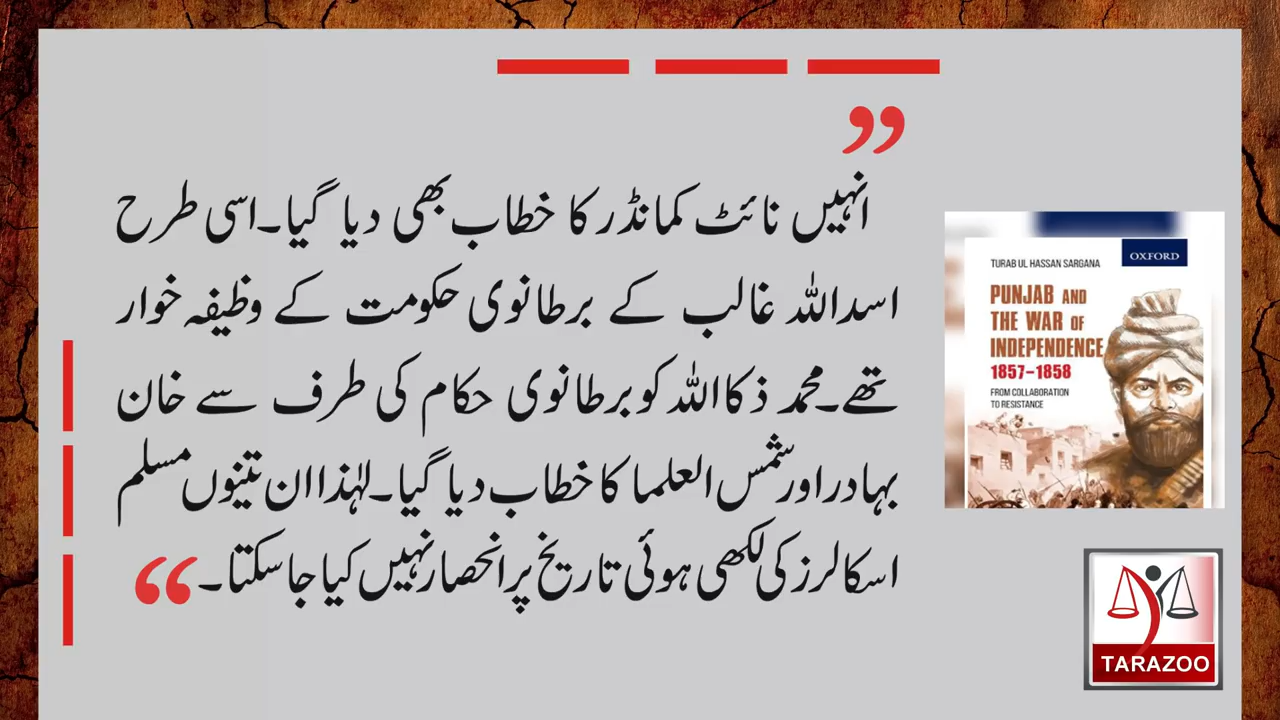 ”
انہیں نائٹ کمانڈر کا خطاب بھی دیا گیا۔اسی طرح
اسداللہ غالب کے برطانوی حکومت کے وظیفہ خوار
تھے۔محمد ذکااللہ کو برطانوی حکام کی طرف سے خان
بہادر اور شمس العلما کا خطاب دیا گیا۔لہٰذا ان تینوں مسلم
اسکالرز کی لکھی ہوئی تاریخ پر انحصار نہیں کیا جا سکتا۔
“
OXFORD
TURAB UL HASSAN SARGANA
PUNJAB AND
THE WAR OF
INDEPENDENCE
1857–1858
FROM COLLABORATION
TO RESISTANCE
TARAZOO